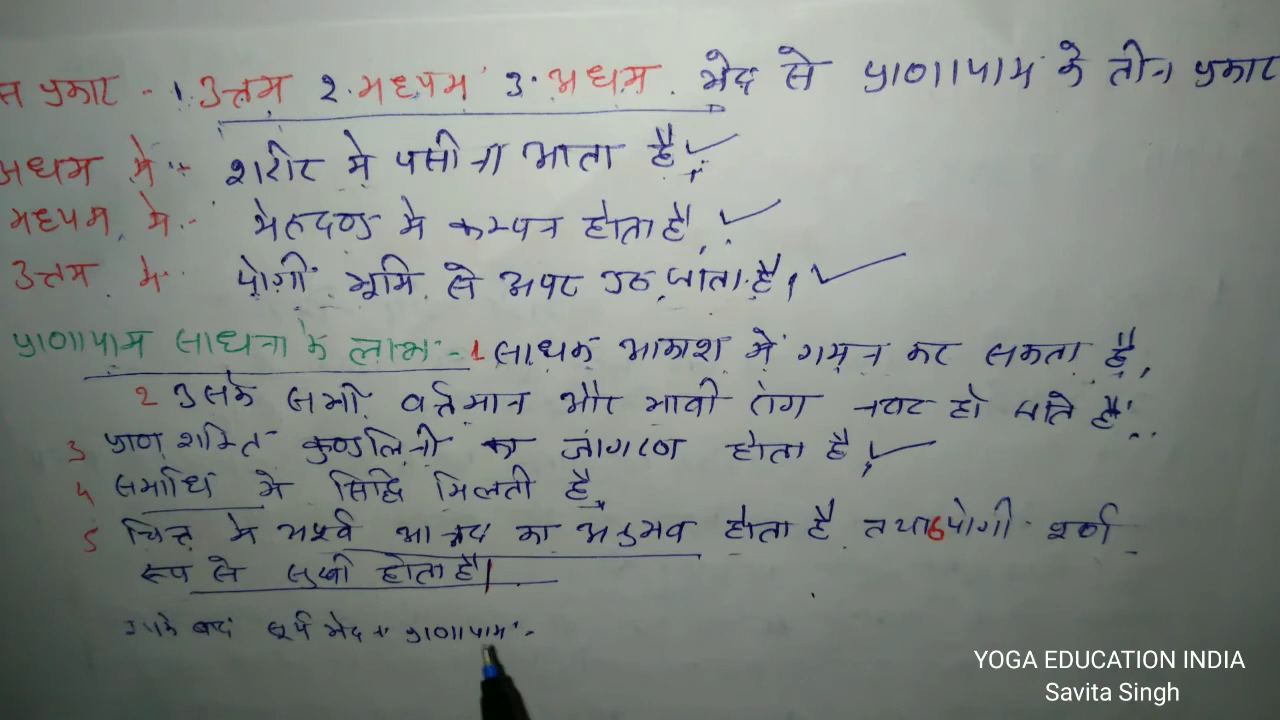 स प्रकार - 1. उत्तम 2. मध्यम 3. अधम. भेद से प्राणायाम के तीन प्रकार
अधम में :- शरीर में पसीना आता है।
मध्यम में :- मेरुदण्ड में कम्पन होता है,
उत्तम में. योगी भूमि से ऊपर उठ जाता है।
प्राणायाम साधना के लाभ :- 1 साधक आकाश में गमन कर सकता है,
2 उसके सभी वर्तमान और भावी रोग नष्ट हो जाते हैं.
3 प्राण शक्ति कुण्डलिनी का जागरण होता है,
4 समाधि में सिद्धि मिलती है,
5 चित्त में अपूर्व आनंद का अनुभव होता है तथा 6 योगी
रूप से सुखी होता है।
बाद सूर्य भेदन प्राणायाम :-
YOGA EDUCATION INDIA
Savita Singh